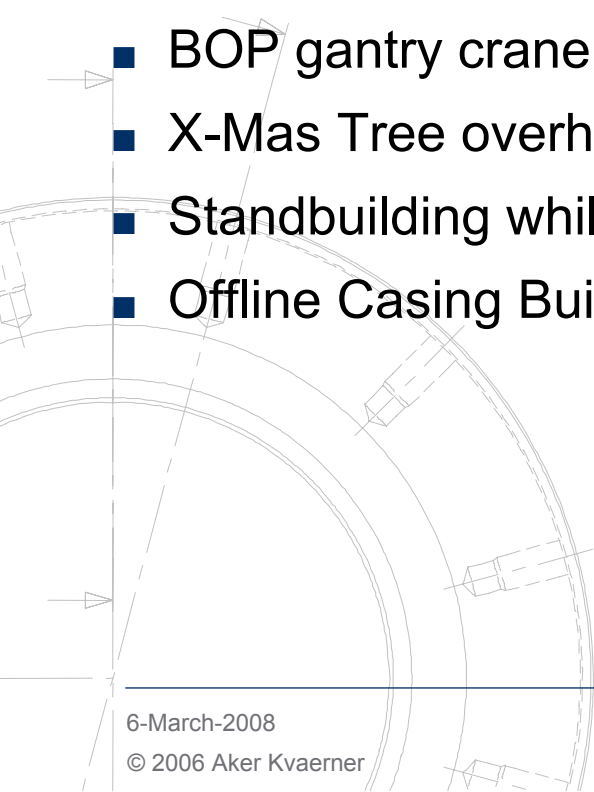 BOP gantry crane
X-Mas Tree overh
Standbuilding whil
Offline Casing Bui
6-March-2008
© 2006 Aker Kvaerner